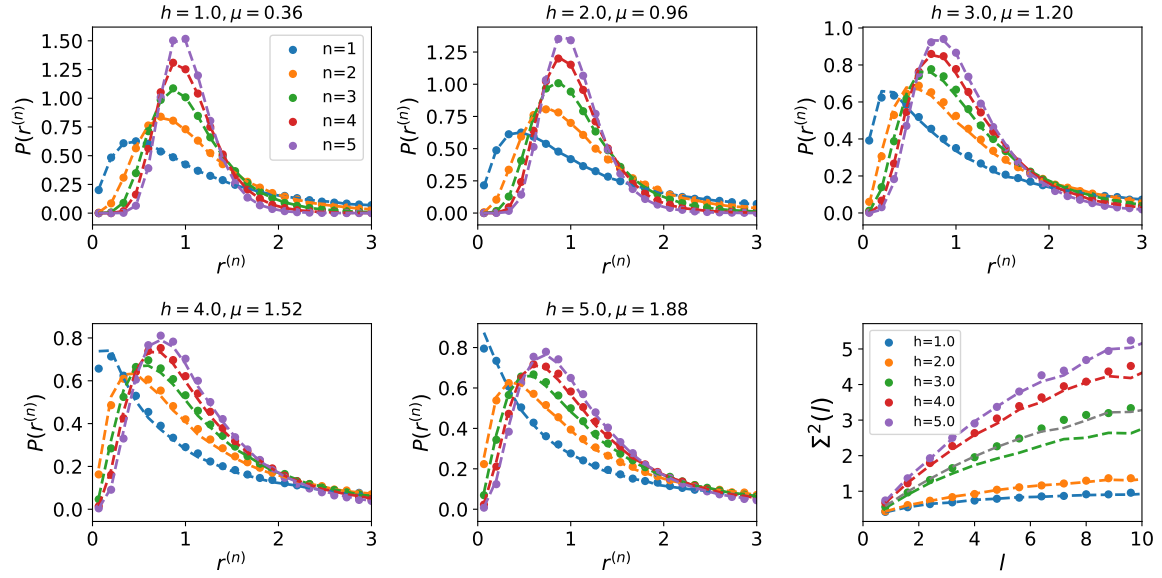 h = 1.0, μ = 0.36
P(r⁽ⁿ⁾)
1.50
1.25
1.00
0.75
0.50
0.25
0.00
n=1
n=2
n=3
n=4
n=5
0 1 2 3
r⁽ⁿ⁾
h = 2.0, μ = 0.96
P(r⁽ⁿ⁾)
1.25
1.00
0.75
0.50
0.25
0.00
0 1 2 3
r⁽ⁿ⁾
h = 3.0, μ = 1.20
P(r⁽ⁿ⁾)
1.0
0.8
0.6
0.4
0.2
0.0
0 1 2 3
r⁽ⁿ⁾
h = 4.0, μ = 1.52
P(r⁽ⁿ⁾)
0.8
0.6
0.4
0.2
0.0
0 1 2 3
r⁽ⁿ⁾
h = 5.0, μ = 1.88
P(r⁽ⁿ⁾)
0.8
0.6
0.4
0.2
0.0
0 1 2 3
r⁽ⁿ⁾
Σ²(l)
5
4
3
2
1
h=1.0
h=2.0
h=3.0
h=4.0
h=5.0
0 2 4 6 8 10
l